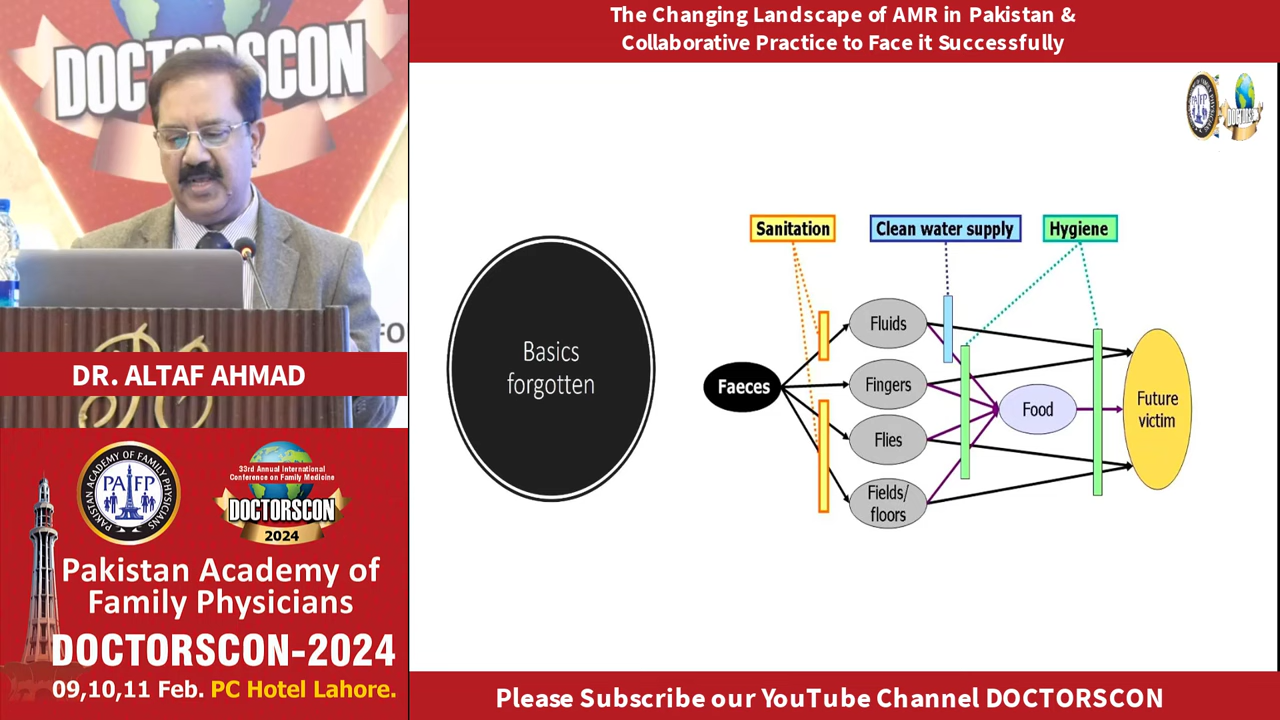 DOCTORSCON
FO
DR. ALTAF AHMAD
PAKISTAN ACADEMY OF FAMILY PHYSICIANS
PAFP
33rd Annual International
Conference on Family Medicine
DOCTORSCON
2024
Pakistan Academy of
Family Physicians
DOCTORSCON-2024
09,10,11 Feb. PC Hotel Lahore.
The Changing Landscape of AMR in Pakistan &
Collaborative Practice to Face it Successfully
PAFP
Basics
forgotten
Sanitation
Clean water supply
Hygiene
Faeces
Fluids
Fingers
Flies
Fields/
floors
Food
Future
victim
Please Subscribe our YouTube Channel DOCTORSCON